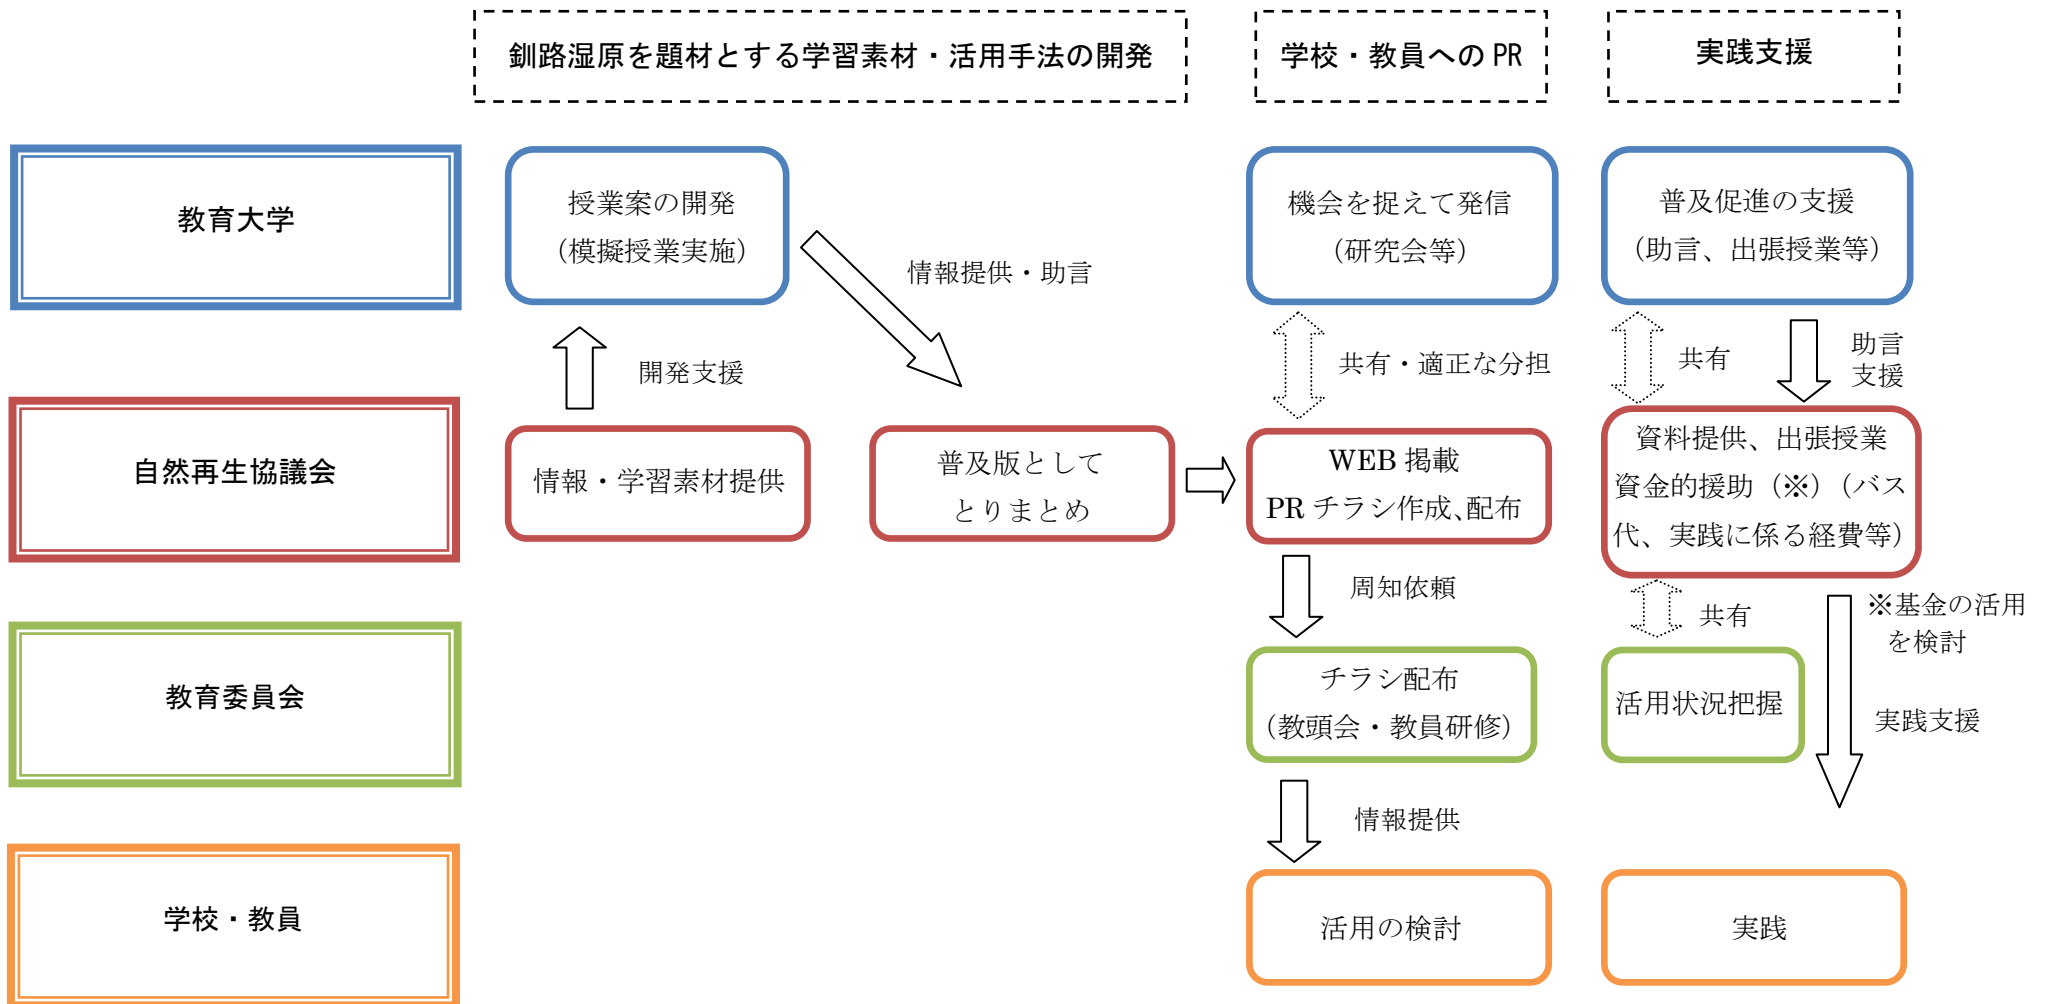 釧路湿原を題材とする学習素材・活用手法の開発
学校・教員への PR
実践支援
教育大学
授業案の開発
(模擬授業実施)
情報提供・助言
機会を捉えて発信
(研究会等)
普及促進の支援
(助言、出張授業等)
開発支援
共有・適正な分担
共有
助言
支援
自然再生協議会
情報・学習素材提供
普及版として
とりまとめ
WEB 掲載
PR チラシ作成、配布
資料提供、出張授業
資金的援助（※）（バス
代、実践に係る経費等）
周知依頼
共有
※基金の活用
を検討
教育委員会
チラシ配布
(教頭会・教員研修)
活用状況把握
実践支援
情報提供
学校・教員
活用の検討
実践